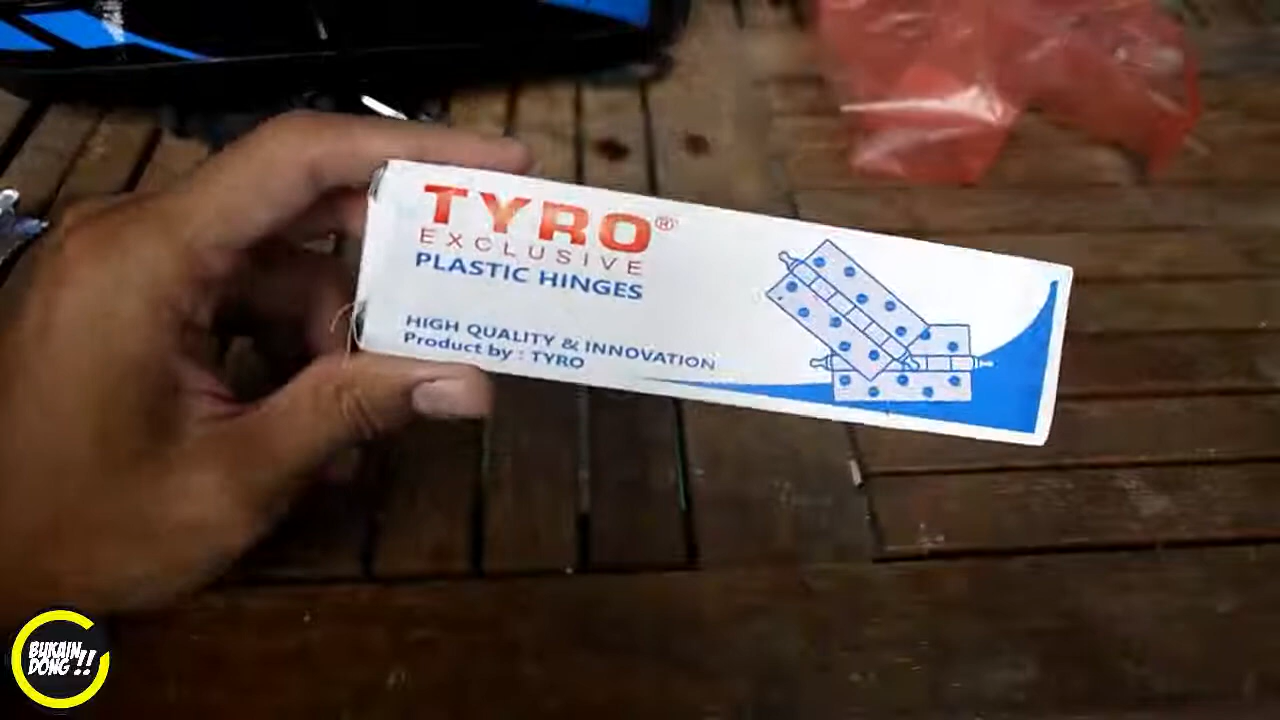 TYRO®
EXCLUSIVE
PLASTIC HINGES
HIGH QUALITY & INNOVATION
Product by : TYRO
BUKAIN
DONG !!